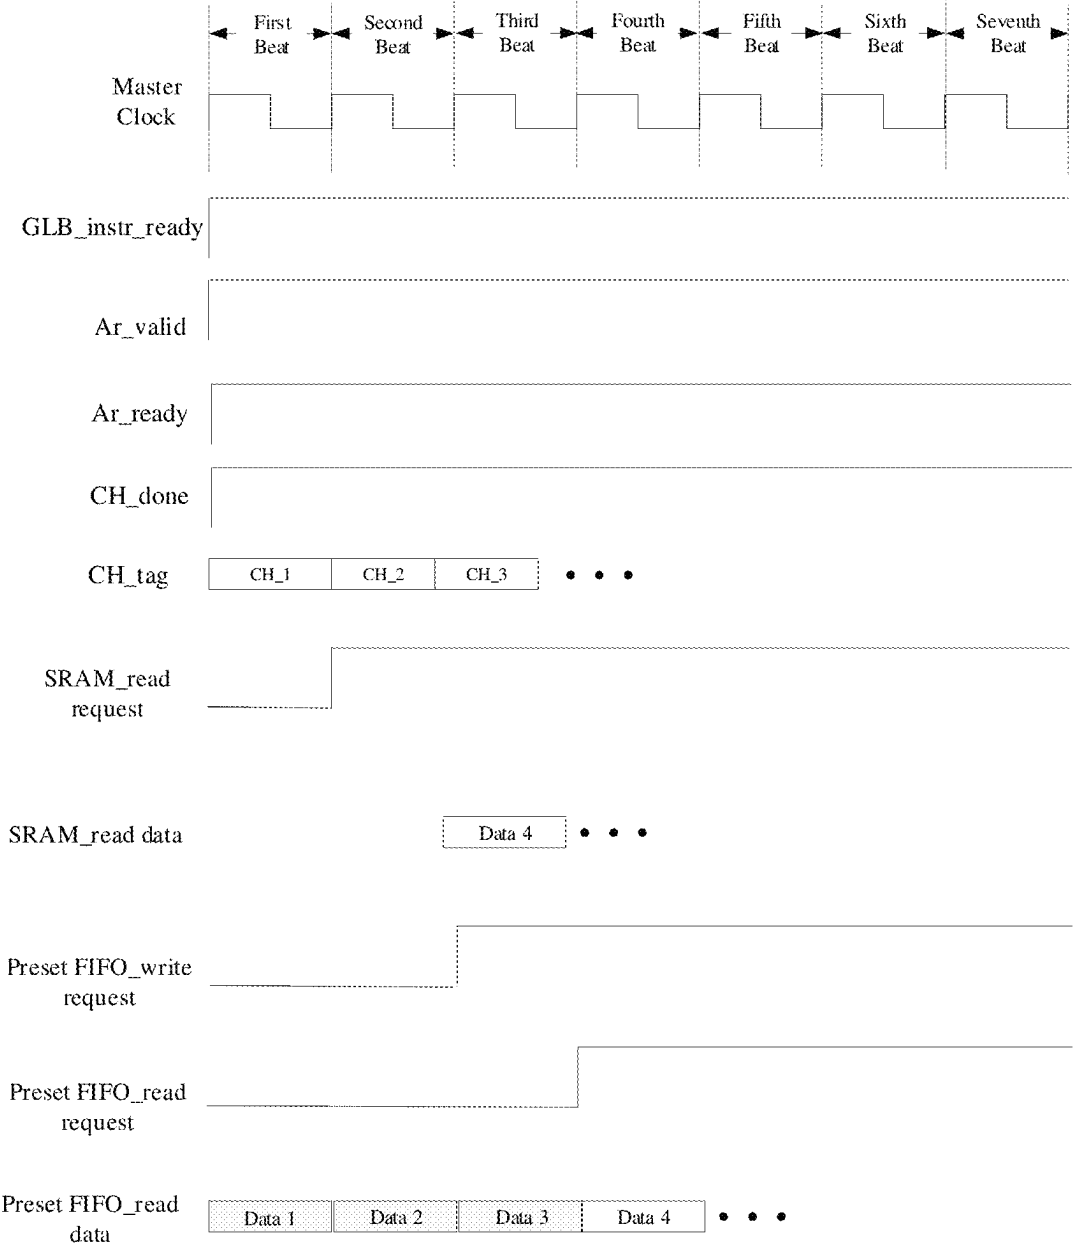 First Second Third Fourth Fifth Sixth Seventh
Beat Beat Beat Beat Beat Beat Beat
Master
Clock
GLB_instr_ready
Ar_valid
Ar_ready
CH_done
CH_tag CH_1 CH_2 CH_3 • • •
SRAM_read
request
SRAM_read data Data 4 • • •
Preset FIFO_write
request
Preset FIFO_read
request
Preset FIFO_read
data Data 1 Data 2 Data 3 Data 4 • • •